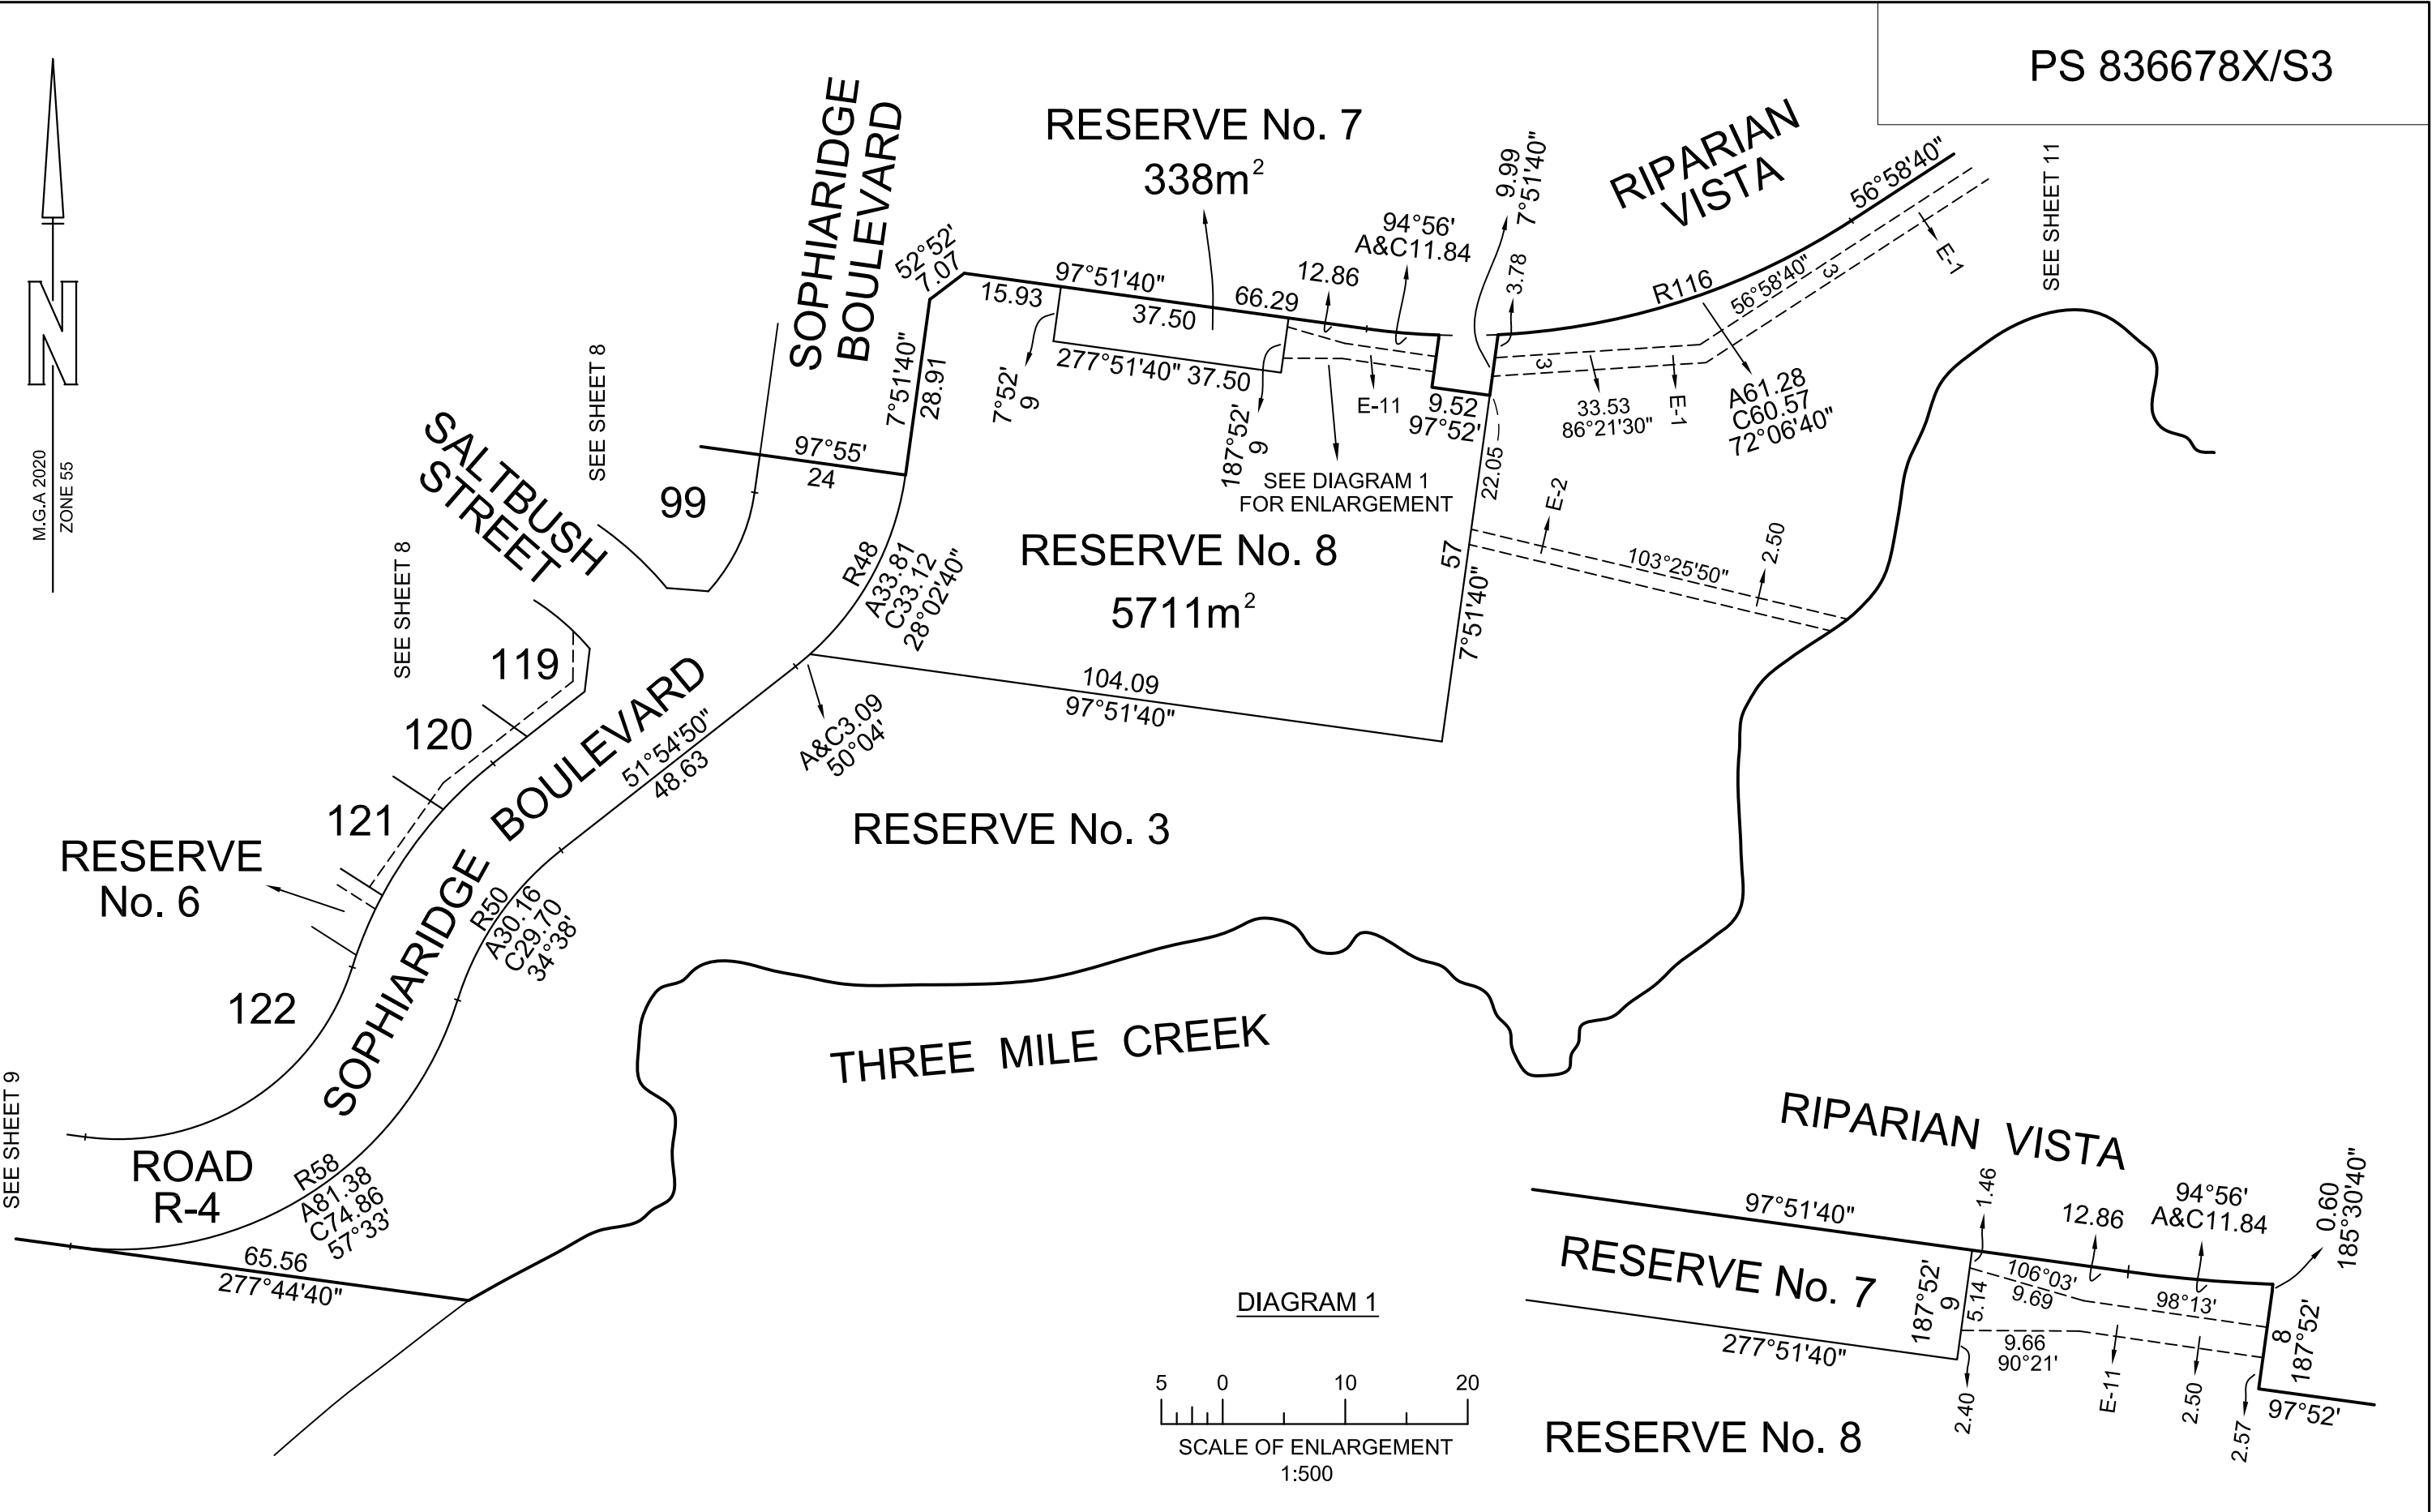 PS 836678X/S3
M.G.A 2020
ZONE 55
N
SOPHIARIDGE
BOULEVARD
RESERVE No. 7
338m²
RIPARIAN
VISTA
SEE SHEET 11
56°58'40"
9.99
7°51'40"
3.78
94°56'
A&C11.84
12.86
52°52'
7.07
97°51'40"
15.93
37.50
66.29
277°51'40" 37.50
7°52'
9
187°52'
9
E-11
9.52
97°52'
R116
56°58'40"
3
E-1
3
33.53
86°21'30"
E-1
A61.28
C60.57
72°06'40"
SEE DIAGRAM 1
FOR ENLARGEMENT
22.05
E-2
2.50
103°25'50"
57
7°51'40"
7°51'40"
28.91
97°55'
24
SEE SHEET 8
SALTBUSH
STREET
99
SEE SHEET 8
R48
A33.81
C33.12
28°02'40"
RESERVE No. 8
5711m²
104.09
97°51'40"
A&C3.09
50°04'
119
120
121
122
SOPHIARIDGE BOULEVARD
51°54'50"
48.63
RESERVE No. 3
RESERVE
No. 6
R50
A30.16
C29.70
34°38'
THREE MILE CREEK
SEE SHEET 9
ROAD
R-4
R58
A81.38
C74.86
57°33'
65.56
277°44'40"
RIPARIAN VISTA
97°51'40"
1.46
12.86
94°56'
A&C11.84
0.60
185°30'40"
RESERVE No. 7
187°52'
9
5.14
106°03'
9.69
98°13'
8
187°52'
277°51'40"
9.66
90°21'
2.40
E-11
2.50
2.57
97°52'
RESERVE No. 8
DIAGRAM 1
5 0 10 20
SCALE OF ENLARGEMENT
1:500